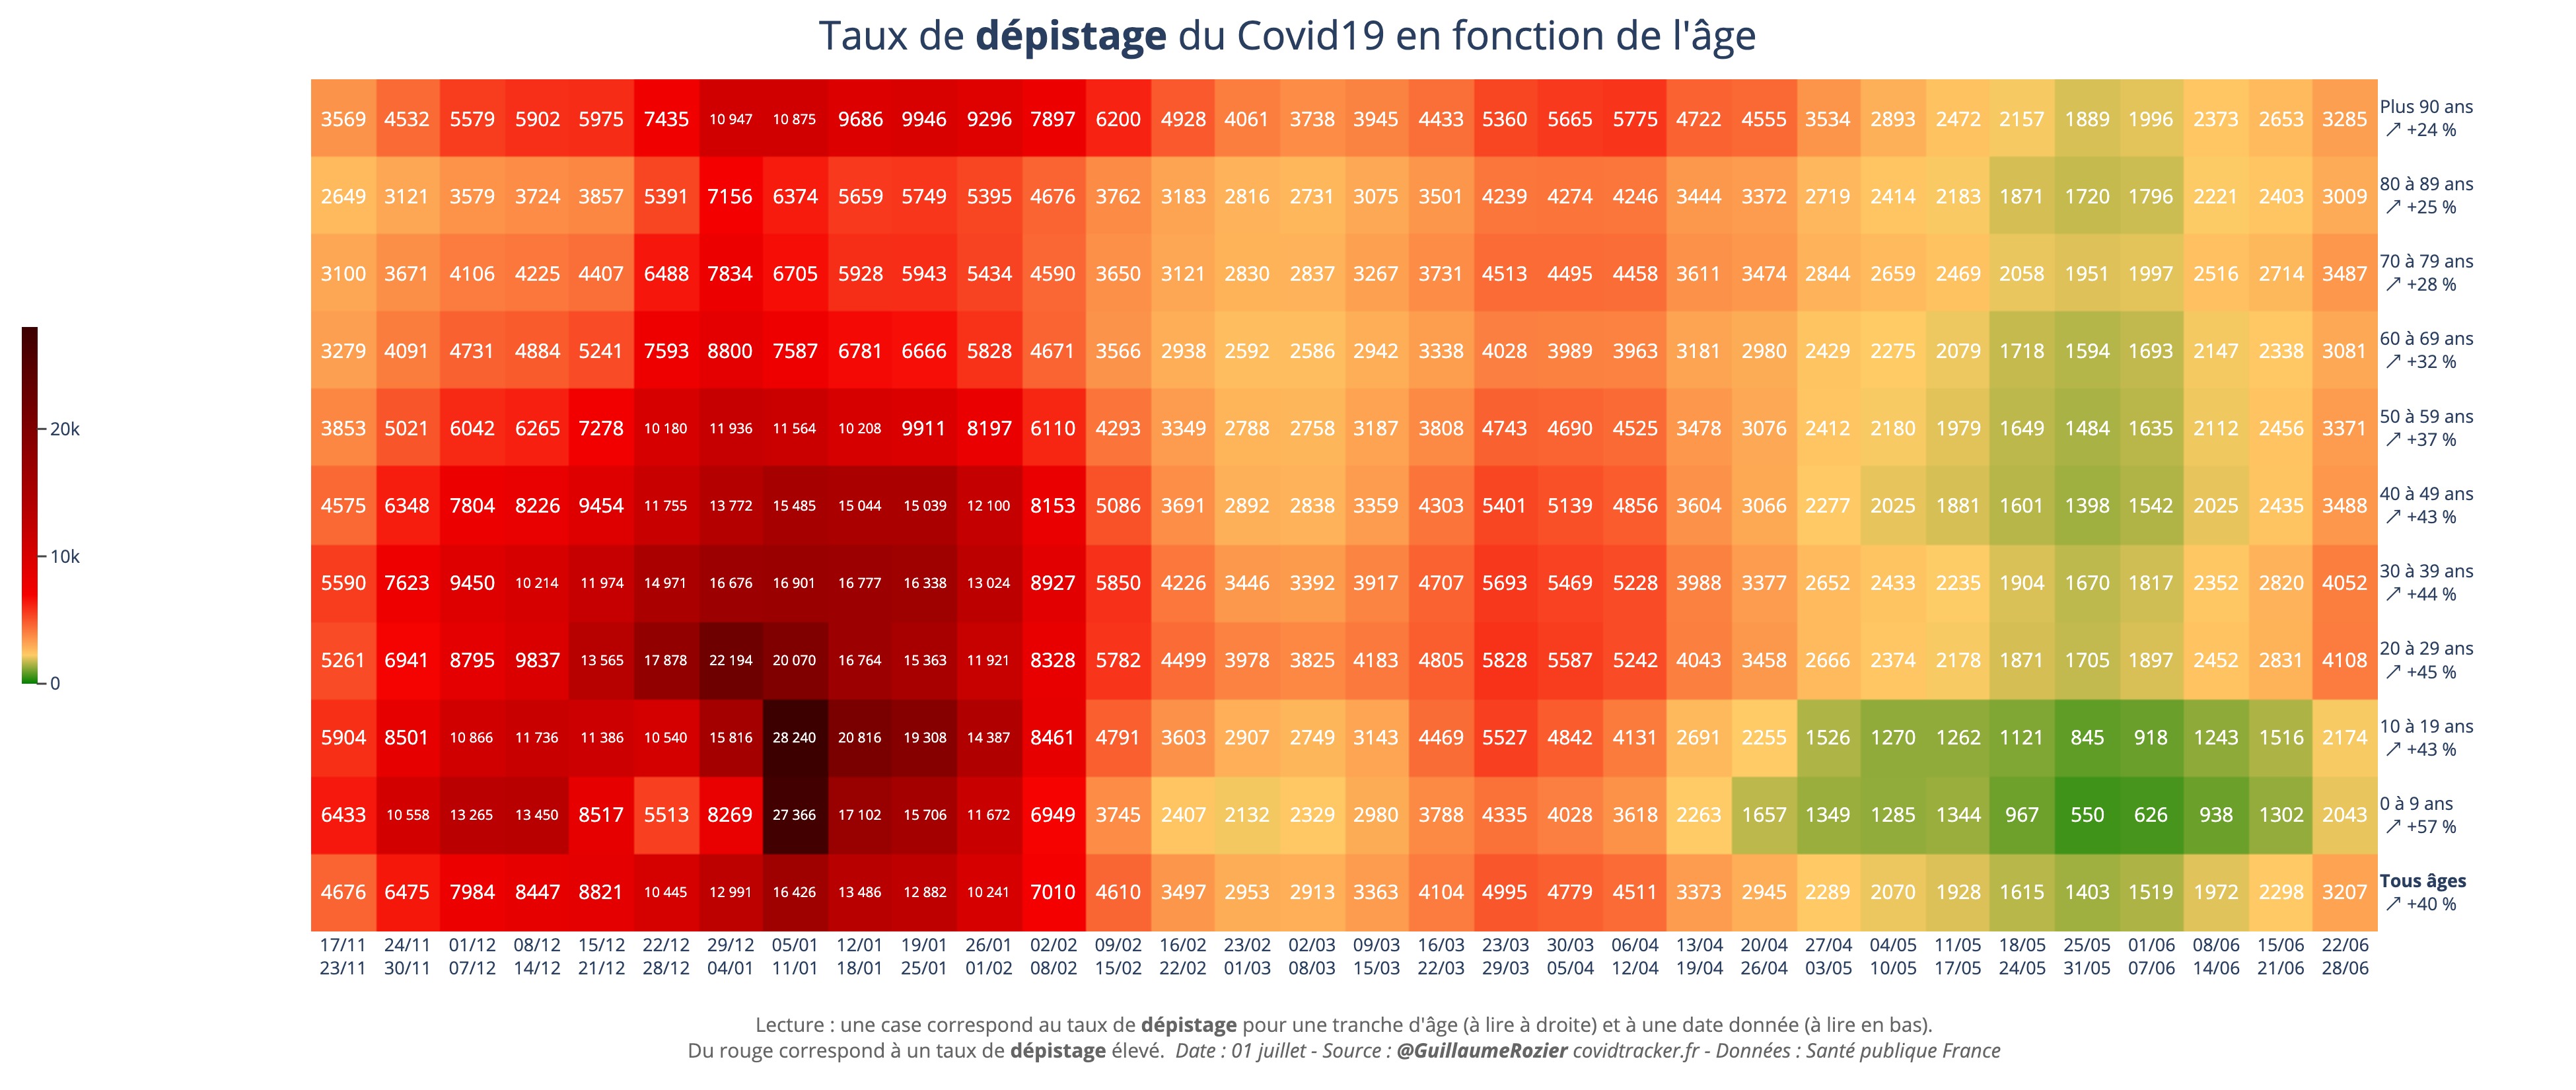 Taux de dépistage du Covid19 en fonction de l'âge
3569 4532 5579 5902 5975 7435 10 947 10 875 9686 9946 9296 7897 6200 4928 4061 3738 3945 4433 5360 5665 5775 4722 4555 3534 2893 2472 2157 1889 1996 2373 2653 3285 Plus 90 ans
↗ +24 %
2649 3121 3579 3724 3857 5391 7156 6374 5659 5749 5395 4676 3762 3183 2816 2731 3075 3501 4239 4274 4246 3444 3372 2719 2414 2183 1871 1720 1796 2221 2403 3009 80 à 89 ans
↗ +25 %
3100 3671 4106 4225 4407 6488 7834 6705 5928 5943 5434 4590 3650 3121 2830 2837 3267 3731 4513 4495 4458 3611 3474 2844 2659 2469 2058 1951 1997 2516 2714 3487 70 à 79 ans
↗ +28 %
3279 4091 4731 4884 5241 7593 8800 7587 6781 6666 5828 4671 3566 2938 2592 2586 2942 3338 4028 3989 3963 3181 2980 2429 2275 2079 1718 1594 1693 2147 2338 3081 60 à 69 ans
↗ +32 %
3853 5021 6042 6265 7278 10 180 11 936 11 564 10 208 9911 8197 6110 4293 3349 2788 2758 3187 3808 4743 4690 4525 3478 3076 2412 2180 1979 1649 1484 1635 2112 2456 3371 50 à 59 ans
↗ +37 %
20k
4575 6348 7804 8226 9454 11 755 13 772 15 485 15 044 15 039 12 100 8153 5086 3691 2892 2838 3359 4303 5401 5139 4856 3604 3066 2277 2025 1881 1601 1398 1542 2025 2435 3488 40 à 49 ans
↗ +43 %
10k
5590 7623 9450 10 214 11 974 14 971 16 676 16 901 16 777 16 338 13 024 8927 5850 4226 3446 3392 3917 4707 5693 5469 5228 3988 3377 2652 2433 2235 1904 1670 1817 2352 2820 4052 30 à 39 ans
↗ +44 %
5261 6941 8795 9837 13 565 17 878 22 194 20 070 16 764 15 363 11 921 8328 5782 4499 3978 3825 4183 4805 5828 5587 5242 4043 3458 2666 2374 2178 1871 1705 1897 2452 2831 4108 20 à 29 ans
↗ +45 %
0
5904 8501 10 866 11 736 11 386 10 540 15 816 28 240 20 816 19 308 14 387 8461 4791 3603 2907 2749 3143 4469 5527 4842 4131 2691 2255 1526 1270 1262 1121 845 918 1243 1516 2174 10 à 19 ans
↗ +43 %
6433 10 558 13 265 13 450 8517 5513 8269 27 366 17 102 15 706 11 672 6949 3745 2407 2132 2329 2980 3788 4335 4028 3618 2263 1657 1349 1285 1344 967 550 626 938 1302 2043 0 à 9 ans
↗ +57 %
4676 6475 7984 8447 8821 10 445 12 991 16 426 13 486 12 882 10 241 7010 4610 3497 2953 2913 3363 4104 4995 4779 4511 3373 2945 2289 2070 1928 1615 1403 1519 1972 2298 3207 Tous âges
↗ +40 %
17/11 24/11 01/12 08/12 15/12 22/12 29/12 05/01 12/01 19/01 26/01 02/02 09/02 16/02 23/02 02/03 09/03 16/03 23/03 30/03 06/04 13/04 20/04 27/04 04/05 11/05 18/05 25/05 01/06 08/06 15/06 22/06
23/11 30/11 07/12 14/12 21/12 28/12 04/01 11/01 18/01 25/01 01/02 08/02 15/02 22/02 01/03 08/03 15/03 22/03 29/03 05/04 12/04 19/04 26/04 03/05 10/05 17/05 24/05 31/05 07/06 14/06 21/06 28/06
Lecture : une case correspond au taux de dépistage pour une tranche d'âge (à lire à droite) et à une date donnée (à lire en bas).
Du rouge correspond à un taux de dépistage élevé. Date : 01 juillet - Source : @GuillaumeRozier covidtracker.fr - Données : Santé publique France